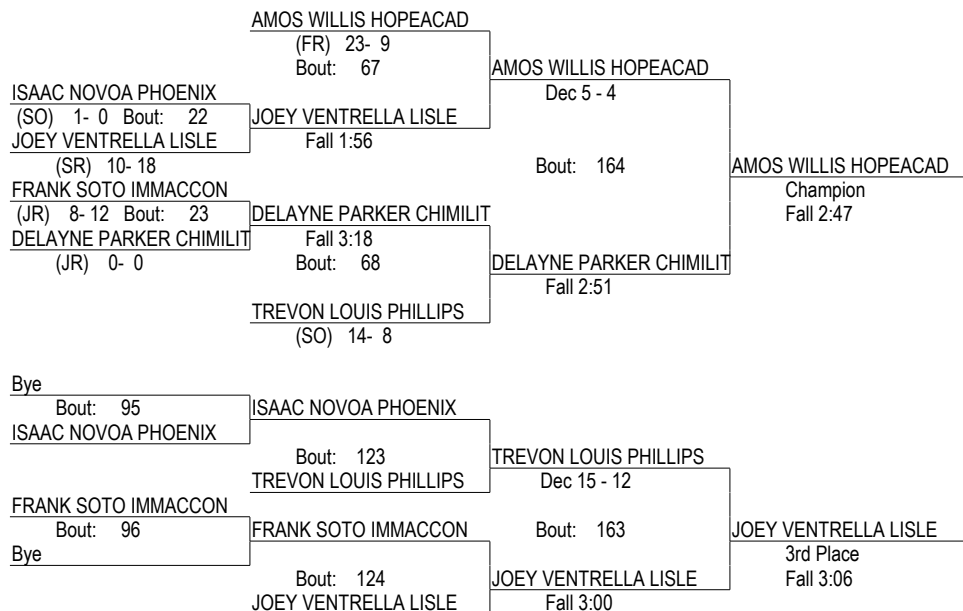 AMOS WILLIS HOPEACAD
(FR) 23- 9
Bout: 67
AMOS WILLIS HOPEACAD
Dec 5 - 4
ISAAC NOVOA PHOENIX
(SO) 1- 0 Bout: 22
JOEY VENTRELLA LISLE
JOEY VENTRELLA LISLE
Fall 1:56
(SR) 10- 18
Bout: 164
AMOS WILLIS HOPEACAD
Champion
Fall 2:47
FRANK SOTO IMMACCON
(JR) 8- 12 Bout: 23
DELAYNE PARKER CHIMILIT
DELAYNE PARKER CHIMILIT
Fall 3:18
(JR) 0- 0
Bout: 68
DELAYNE PARKER CHIMILIT
Fall 2:51
TREVON LOUIS PHILLIPS
(SO) 14- 8
Bye
Bout: 95
ISAAC NOVOA PHOENIX
ISAAC NOVOA PHOENIX
Bout: 123
TREVON LOUIS PHILLIPS
TREVON LOUIS PHILLIPS
Dec 15 - 12
FRANK SOTO IMMACCON
Bout: 96
FRANK SOTO IMMACCON
Bout: 163
JOEY VENTRELLA LISLE
Bye
3rd Place
Bout: 124
JOEY VENTRELLA LISLE
Fall 3:06
JOEY VENTRELLA LISLE
Fall 3:00